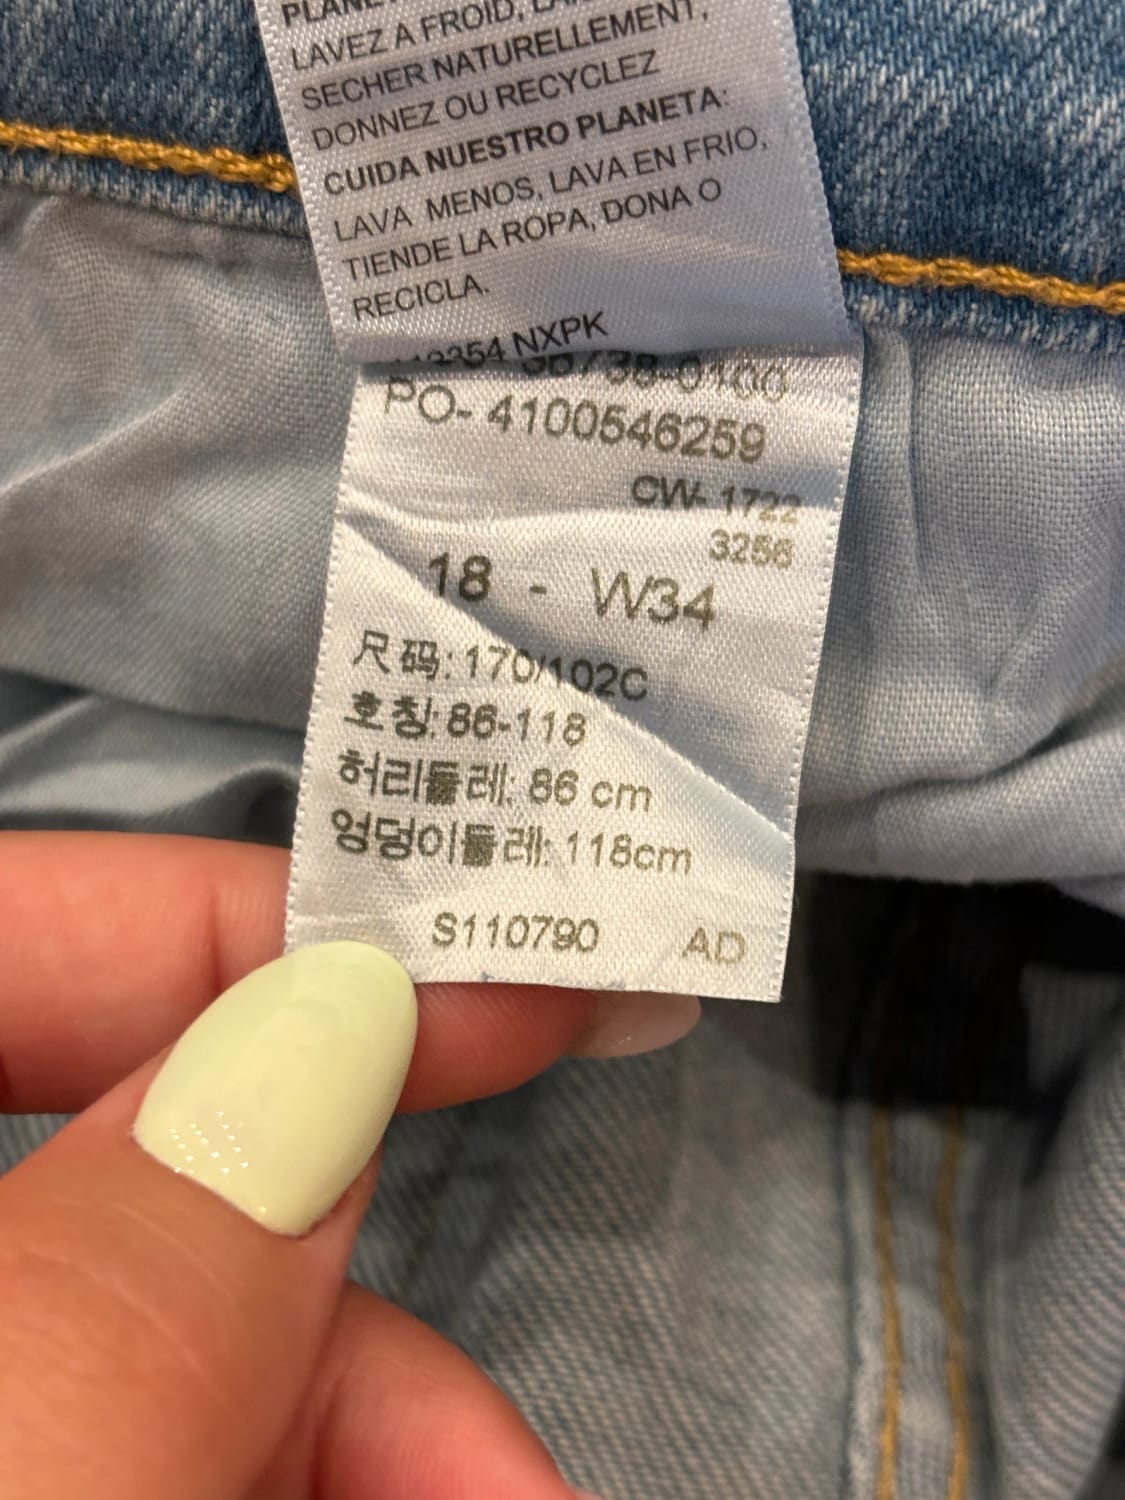 LAVEZ A FROID,
SECHER NATURELLEMENT,
DONNEZ OU RECYCLEZ
CUIDA NUESTRO PLANETA:
LAVA MENOS, LAVA EN FRIO,
TIENDE LA ROPA, DONA O
RECICLA.
NXPK
PO- 4100546259
CW- 1722
3256
18 - W34
尺码: 170/102C
호칭: 86-118
허리둘레: 86 cm
엉덩이둘레: 118cm
S110790 AD